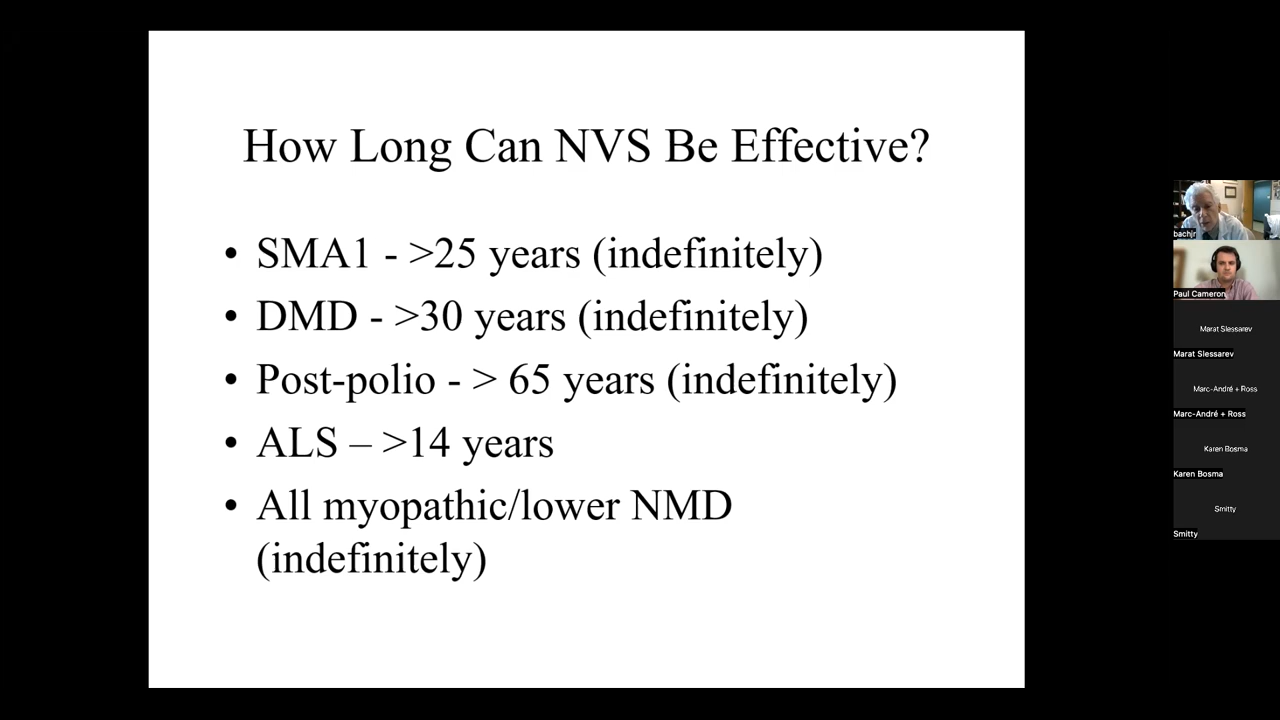 How Long Can NVS Be Effective?
• SMA1 - >25 years (indefinitely)
• DMD - >30 years (indefinitely)
• Post-polio - > 65 years (indefinitely)
• ALS – >14 years
• All myopathic/lower NMD
(indefinitely)
bachjr
Paul Cameron
Marat Slessarev
Marat Slessarev
Marc-André + Ross
Marc-André + Ross
Karen Bosma
Karen Bosma
Smitty
Smitty